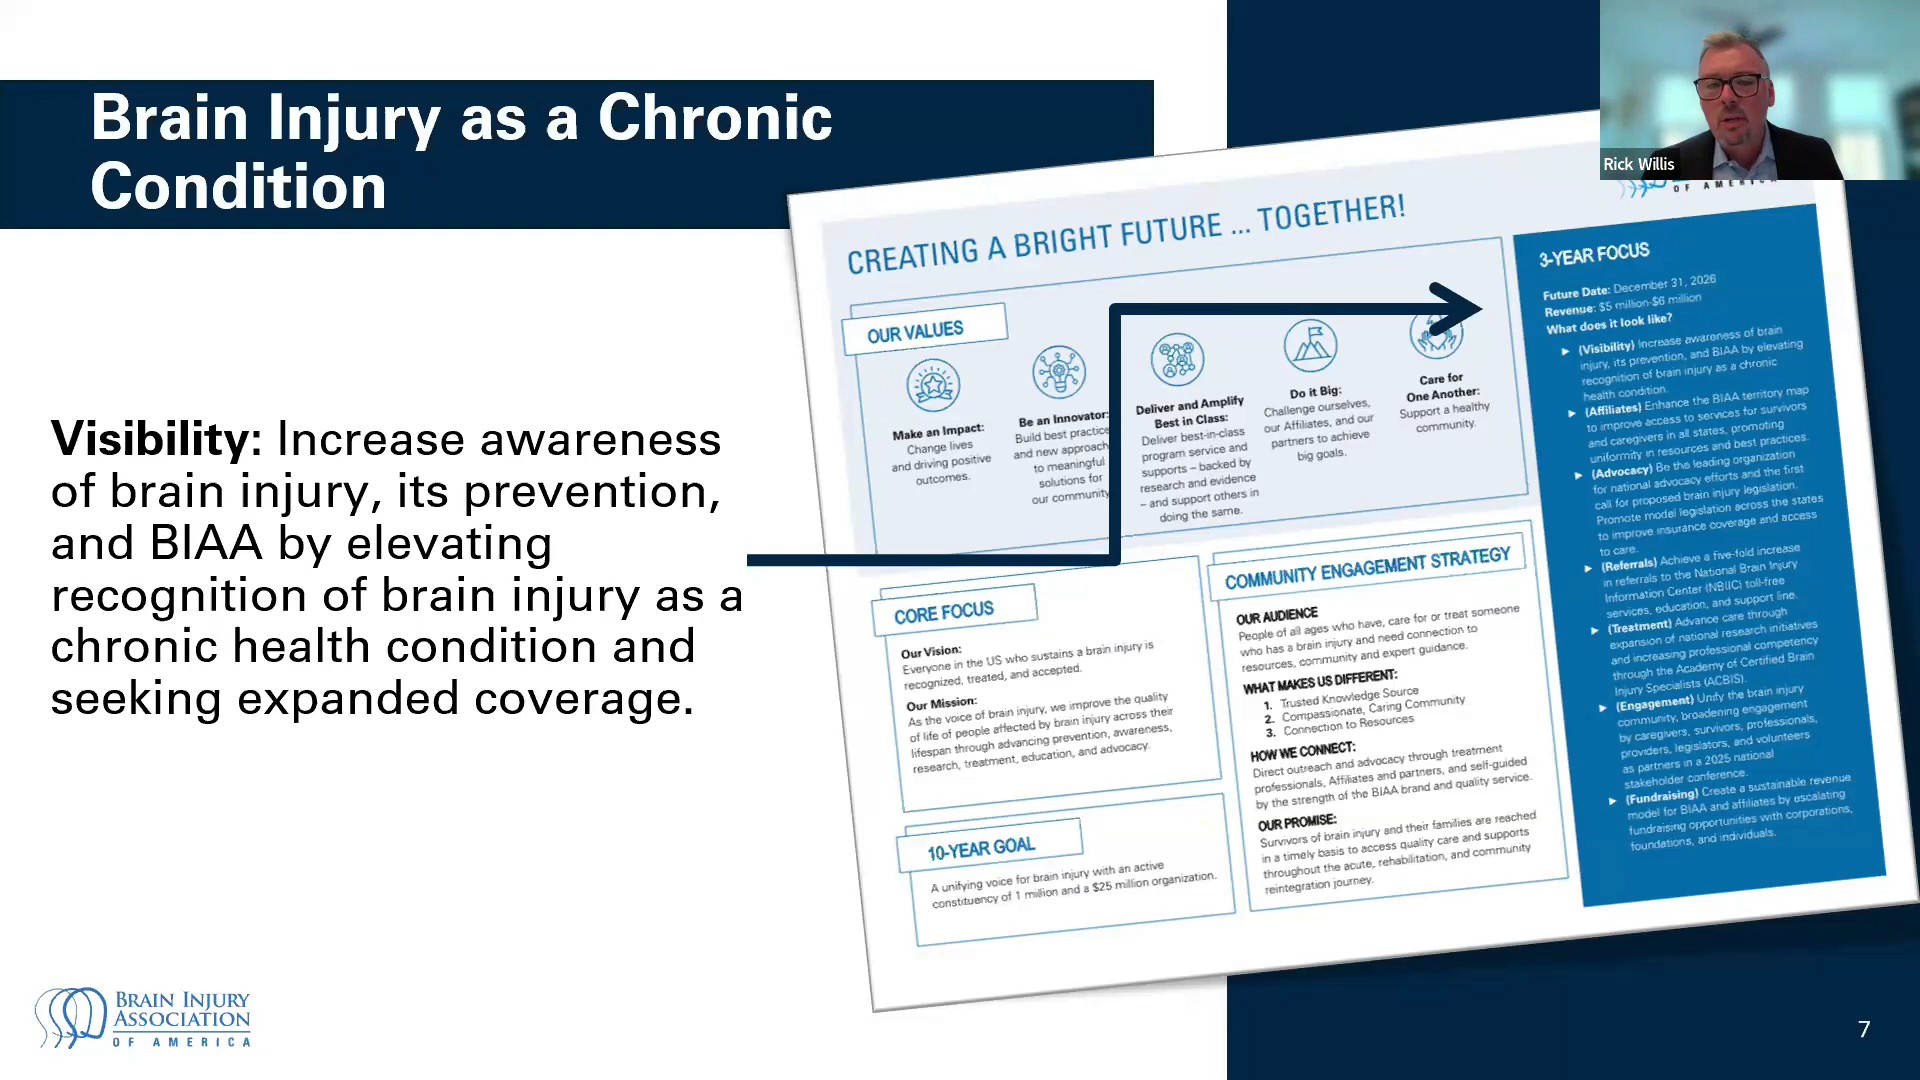 Brain Injury as a Chronic
Condition
Visibility: Increase awareness
of brain injury, its prevention,
and BIAA by elevating
recognition of brain injury as a
chronic health condition and
seeking expanded coverage.
BRAIN INJURY
ASSOCIATION
OF AMERICA
Rick Willis
OF AMERICA
CREATING A BRIGHT FUTURE ... TOGETHER!
OUR VALUES
Make an Impact:
Change lives
and driving positive
outcomes.
Be an Innovator:
Build best practice
and new approach
to meaningful
solutions for
our community
Deliver and Amplify
Best in Class:
Deliver best-in-class
program service and
supports – backed by
research and evidence
– and support others in
doing the same.
Do it Big:
Challenge ourselves,
our Affiliates, and our
partners to achieve
big goals.
Care for
One Another:
Support a healthy
community.
CORE FOCUS
Our Vision:
Everyone in the US who sustains a brain injury is
recognized, treated, and accepted.
Our Mission:
As the voice of brain injury, we improve the quality
of life of people affected by brain injury across their
lifespan through advancing prevention, awareness,
research, treatment, education, and advocacy.
10-YEAR GOAL
A unifying voice for brain injury with an active
constituency of 1 million and a $25 million organization.
COMMUNITY ENGAGEMENT STRATEGY
OUR AUDIENCE
People of all ages who have, care for or treat someone
who has a brain injury and need connection to
resources, community and expert guidance.
WHAT MAKES US DIFFERENT:
1. Trusted Knowledge Source
2. Compassionate, Caring Community
3. Connection to Resources
HOW WE CONNECT:
Direct outreach and advocacy through treatment
professionals, Affiliates and partners, and self-guided
by the strength of the BIAA brand and quality service.
OUR PROMISE:
Survivors of brain injury and their families are reached
in a timely basis to access quality care and supports
throughout the acute, rehabilitation, and community
reintegration journey.
3-YEAR FOCUS
Future Date: December 31, 2026
Revenue: $5 million-$6 million
What does it look like?
► (Visibility) Increase awareness of brain
injury, its prevention, and BIAA by elevating
recognition of brain injury as a chronic
health condition.
► (Affiliates) Enhance the BIAA territory map
to improve access to services for survivors
and caregivers in all states, promoting
uniformity in resources and best practices.
► (Advocacy) Be the leading organization
for national advocacy efforts and the first
call for proposed brain injury legislation.
Promote model legislation across the states
to improve insurance coverage and access
to care.
► (Referrals) Achieve a five-fold increase
in referrals to the National Brain Injury
Information Center (NBIIC) toll-free
services, education, and support line.
► (Treatment) Advance care through
expansion of national research initiatives
and increasing professional competency
through the Academy of Certified Brain
Injury Specialists (ACBIS).
► (Engagement) Unify the brain injury
community, broadening engagement
by caregivers, survivors, professionals,
providers, legislators, and volunteers
as partners in a 2025 national
stakeholder conference.
► (Fundraising) Create a sustainable revenue
model for BIAA and affiliates by escalating
fundraising opportunities with corporations,
foundations, and individuals.
7